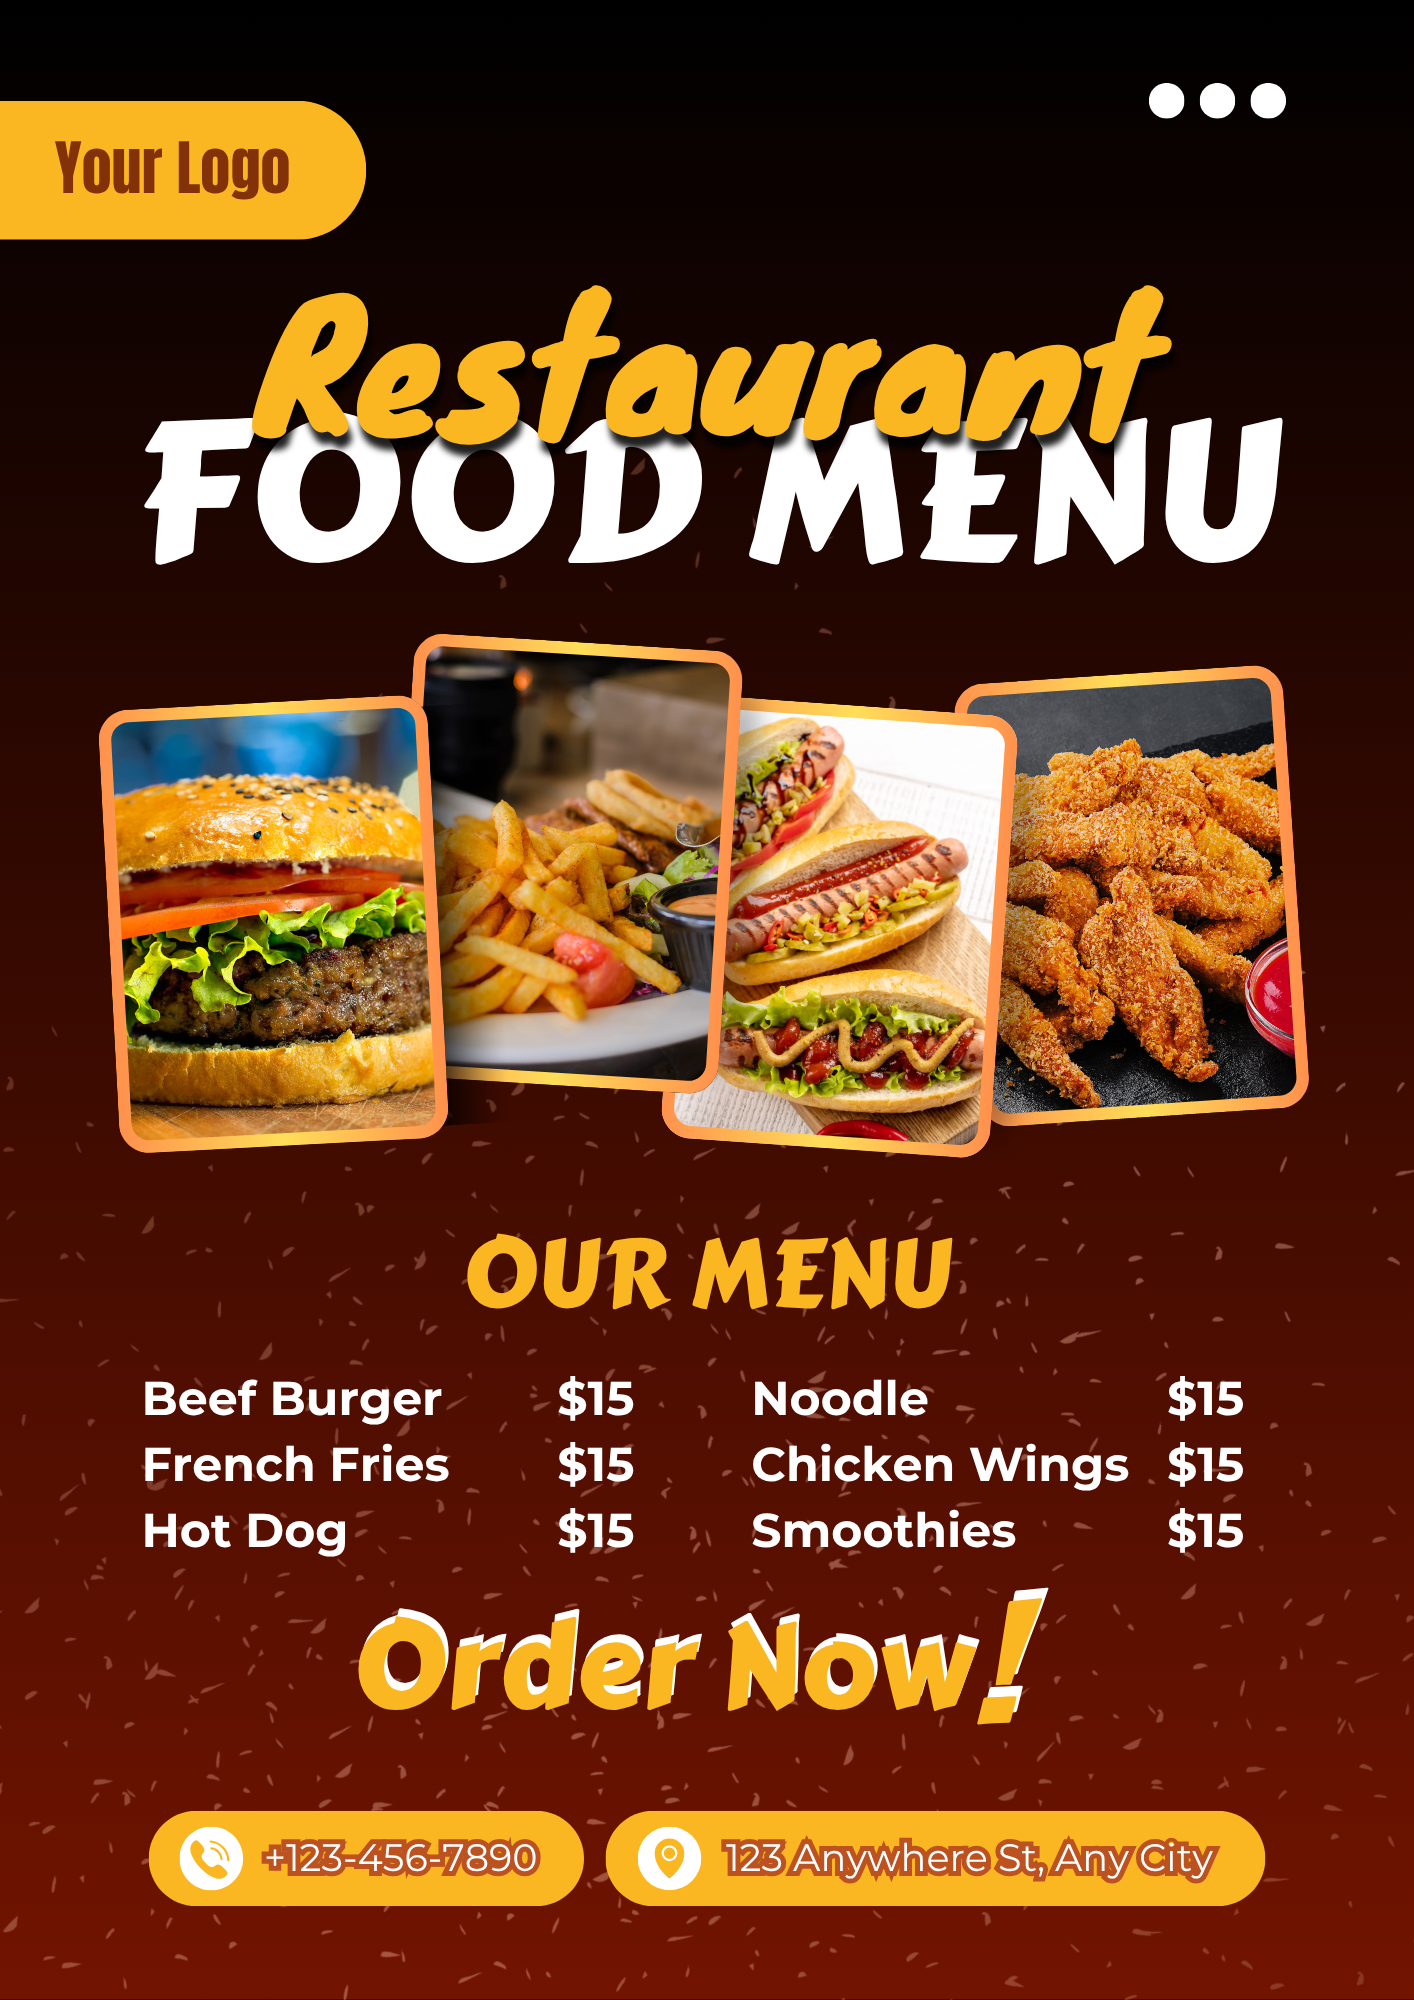 Your Logo
Restaurant
FOOD MENU
OUR MENU
Beef Burger $15
French Fries $15
Hot Dog $15
Noodle $15
Chicken Wings $15
Smoothies $15
Order Now!
+123-456-7890
123 Anywhere St, Any City